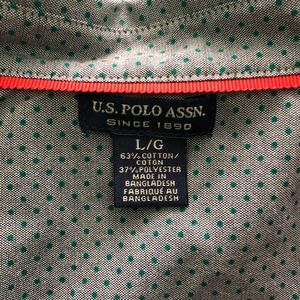 U.S. POLO ASSN.
SINCE 1890
L/G
63% COTTON/
COTON
37% POLYESTER
MADE IN
BANGLADESH
FABRIQUÉ AU
BANGLADESH